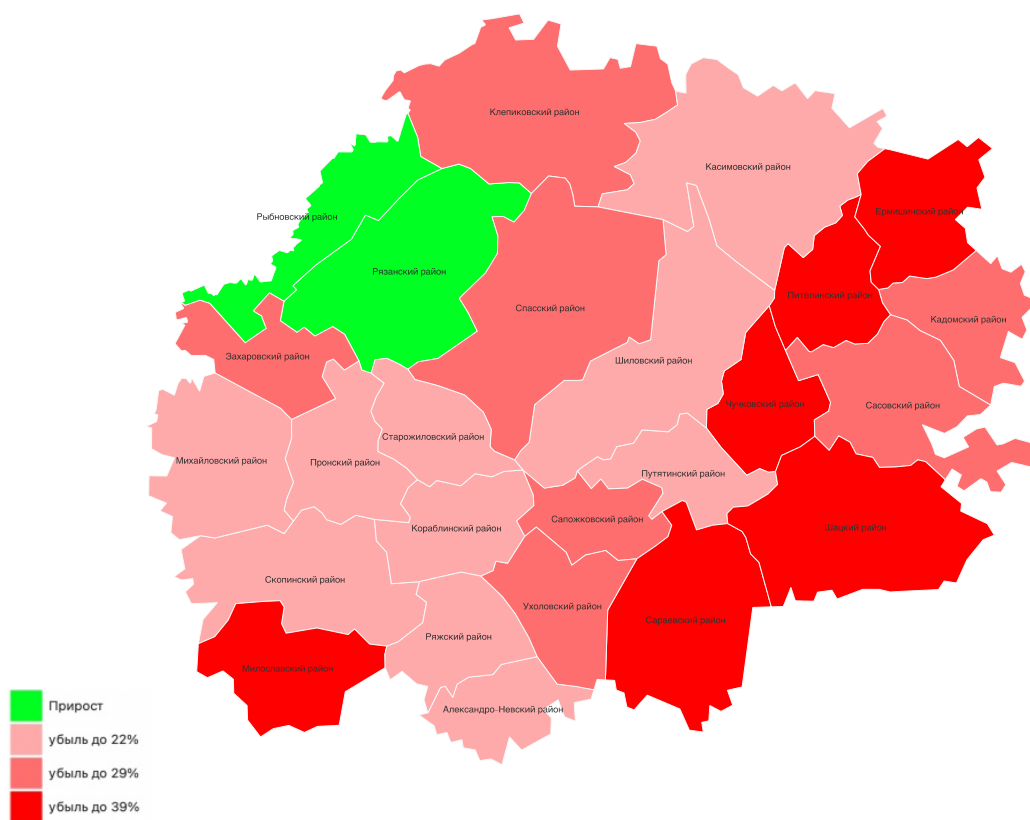 Клепиковский район
Касимовский район
Рыбновский район
Ермишинский район
Рязанский район
Пителинский район
Спасский район
Кадомский район
Захаровский район
Шиловский район
Чучковский район
Сасовский район
Старожиловский район
Михайловский район
Пронский район
Путятинский район
Сапожковский район
Кораблинский район
Шацкий район
Скопинский район
Ухоловский район
Сараевский район
Ряжский район
Милославский район
Александро-Невский район
Прирост
убыль до 22%
убыль до 29%
убыль до 39%